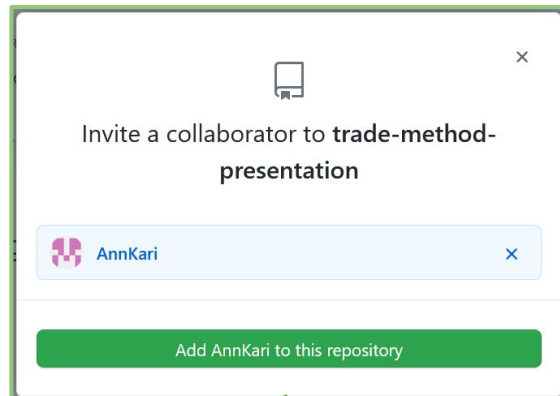 Invite a collaborator to trade-method-
presentation
AnnKari
Add AnnKari to this repository